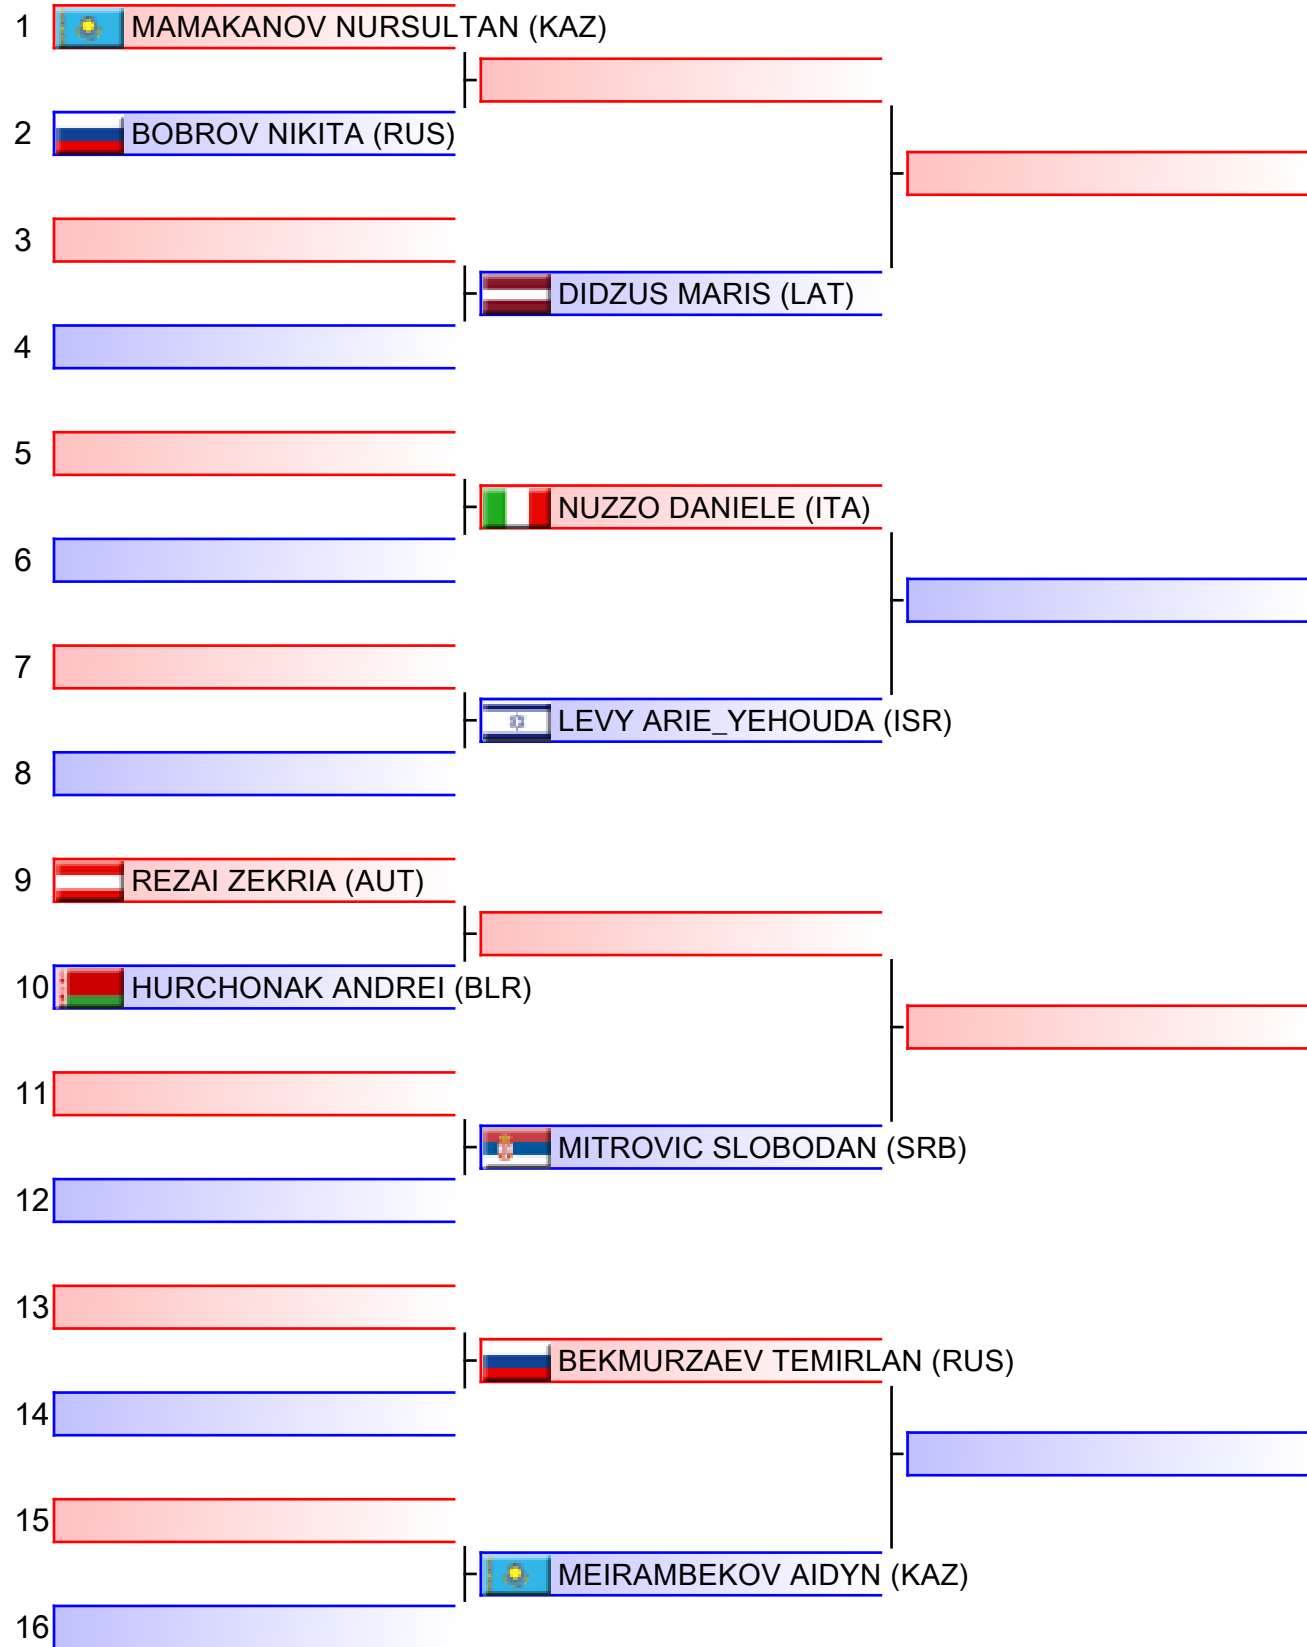 1 MAMAKANOV NURSULTAN (KAZ)
2 BOBROV NIKITA (RUS)
3
DIDZUS MARIS (LAT)
4
5
NUZZO DANIELE (ITA)
6
7
LEVY ARIE_YEHOUDA (ISR)
8
9 REZAI ZEKRIA (AUT)
10 HURCHONAK ANDREI (BLR)
11
MITROVIC SLOBODAN (SRB)
12
13
BEKMURZAEV TEMIRLAN (RUS)
14
15
MEIRAMBEKOV AIDYN (KAZ)
16